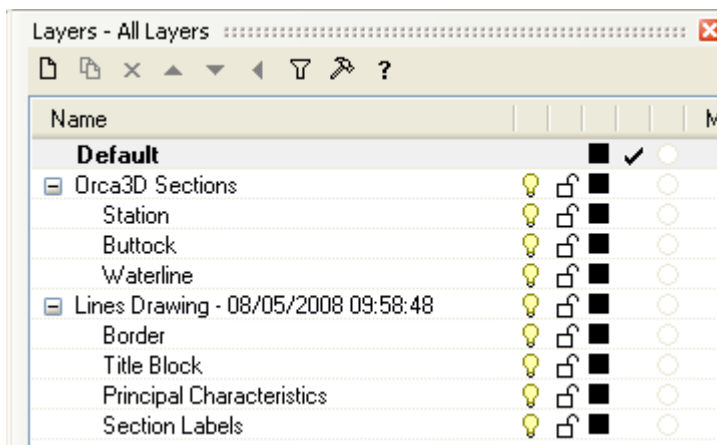 Layers - All Layers
?
Name M
Default
Orca3D Sections
Station
Buttock
Waterline
Lines Drawing - 08/05/2008 09:58:48
Border
Title Block
Principal Characteristics
Section Labels